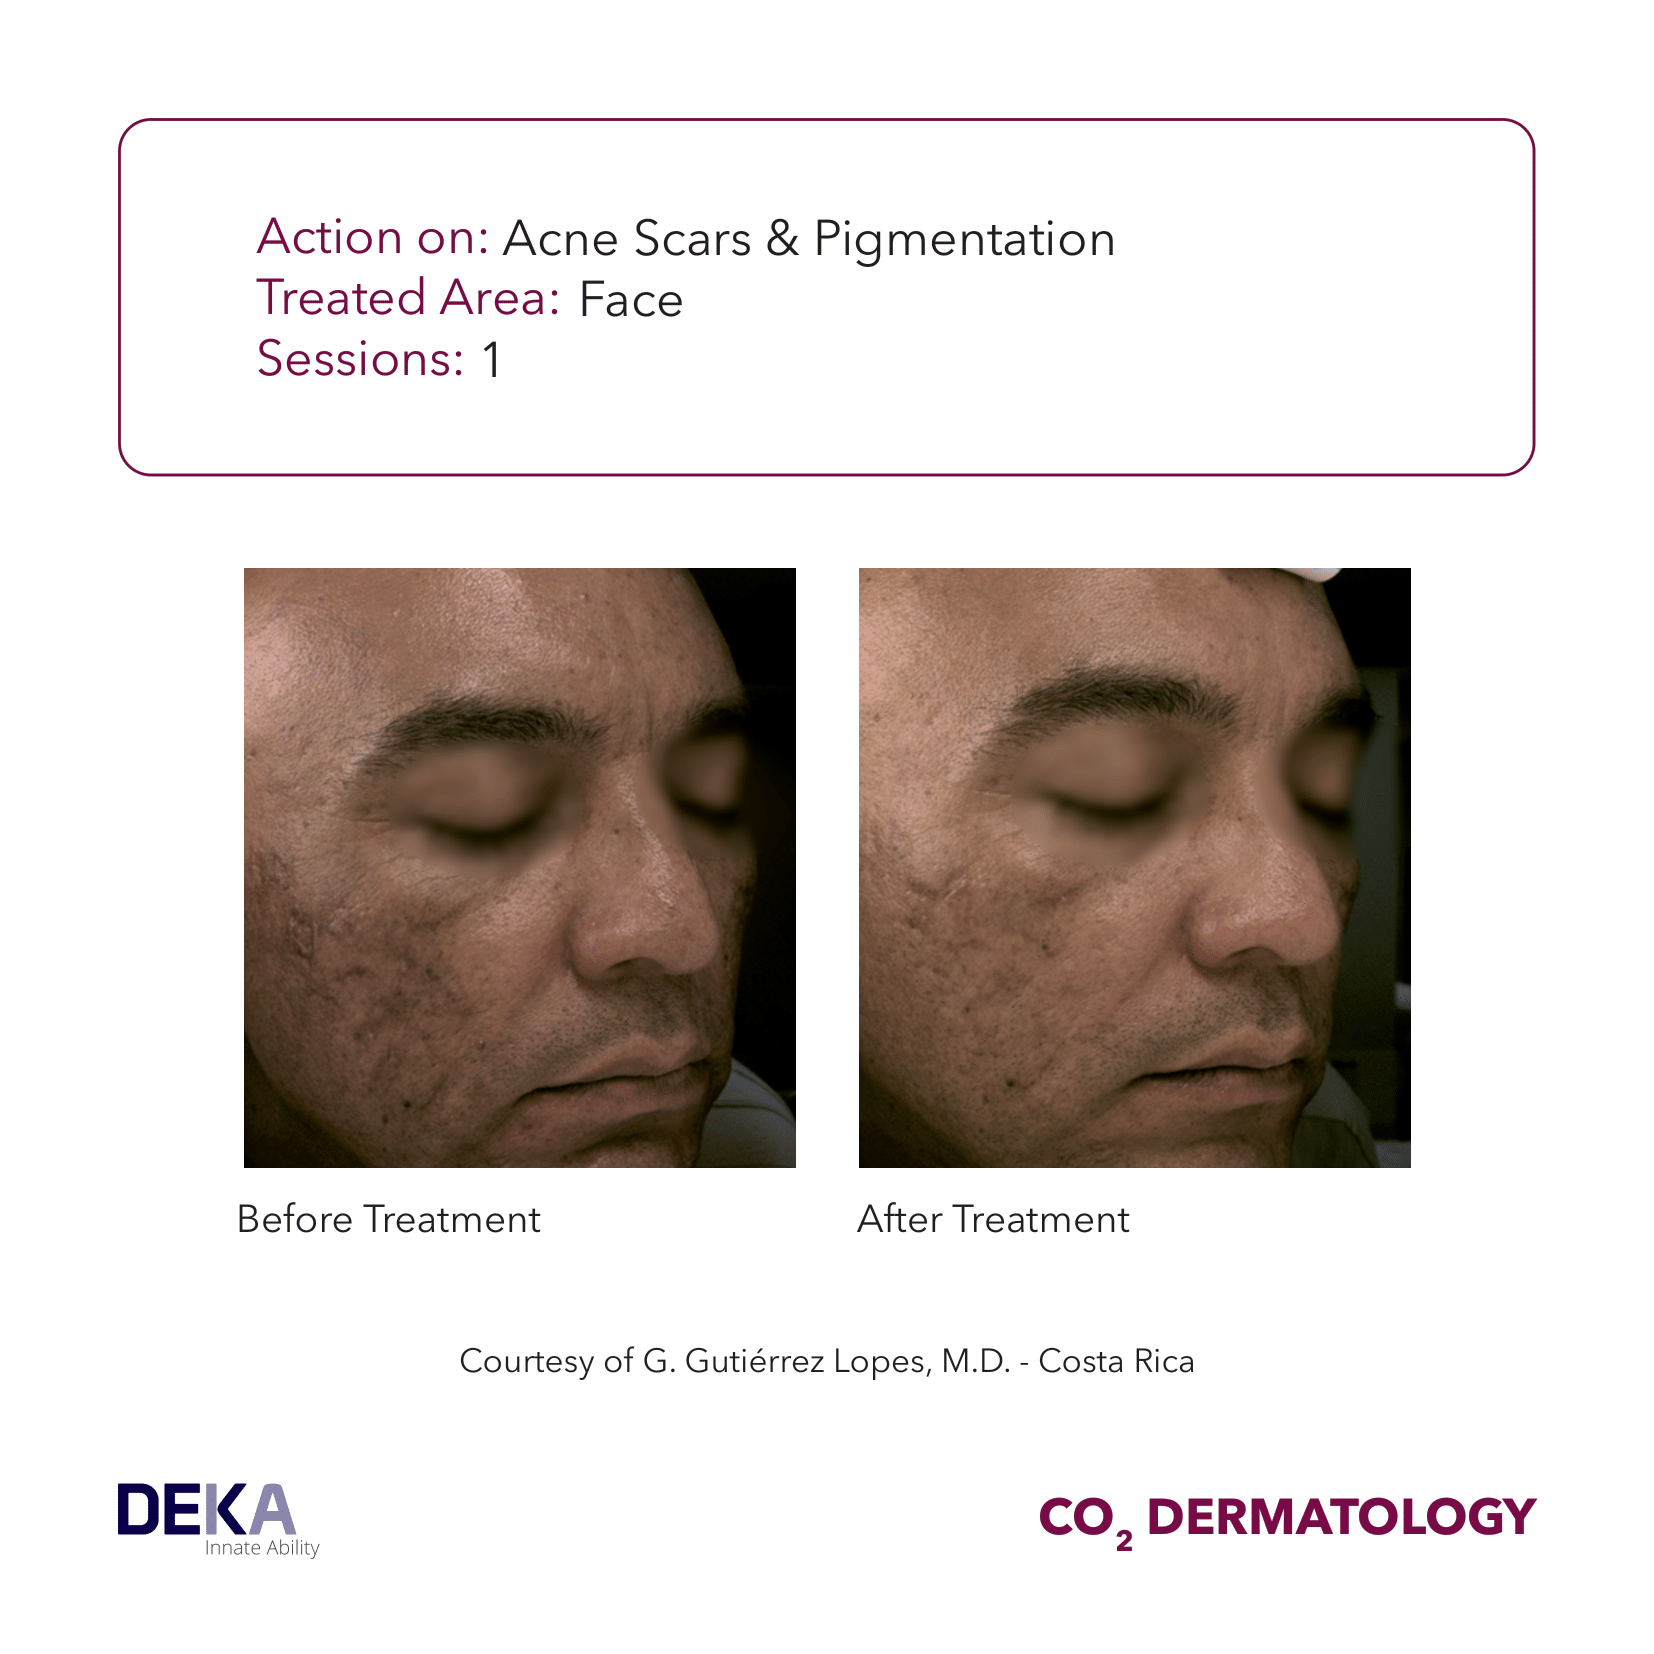 Action on: Acne Scars & Pigmentation
Treated Area: Face
Sessions: 1
Before Treatment
After Treatment
Courtesy of G. Gutiérrez Lopes, M.D. - Costa Rica
DEKA
Innate Ability
CO₂ DERMATOLOGY